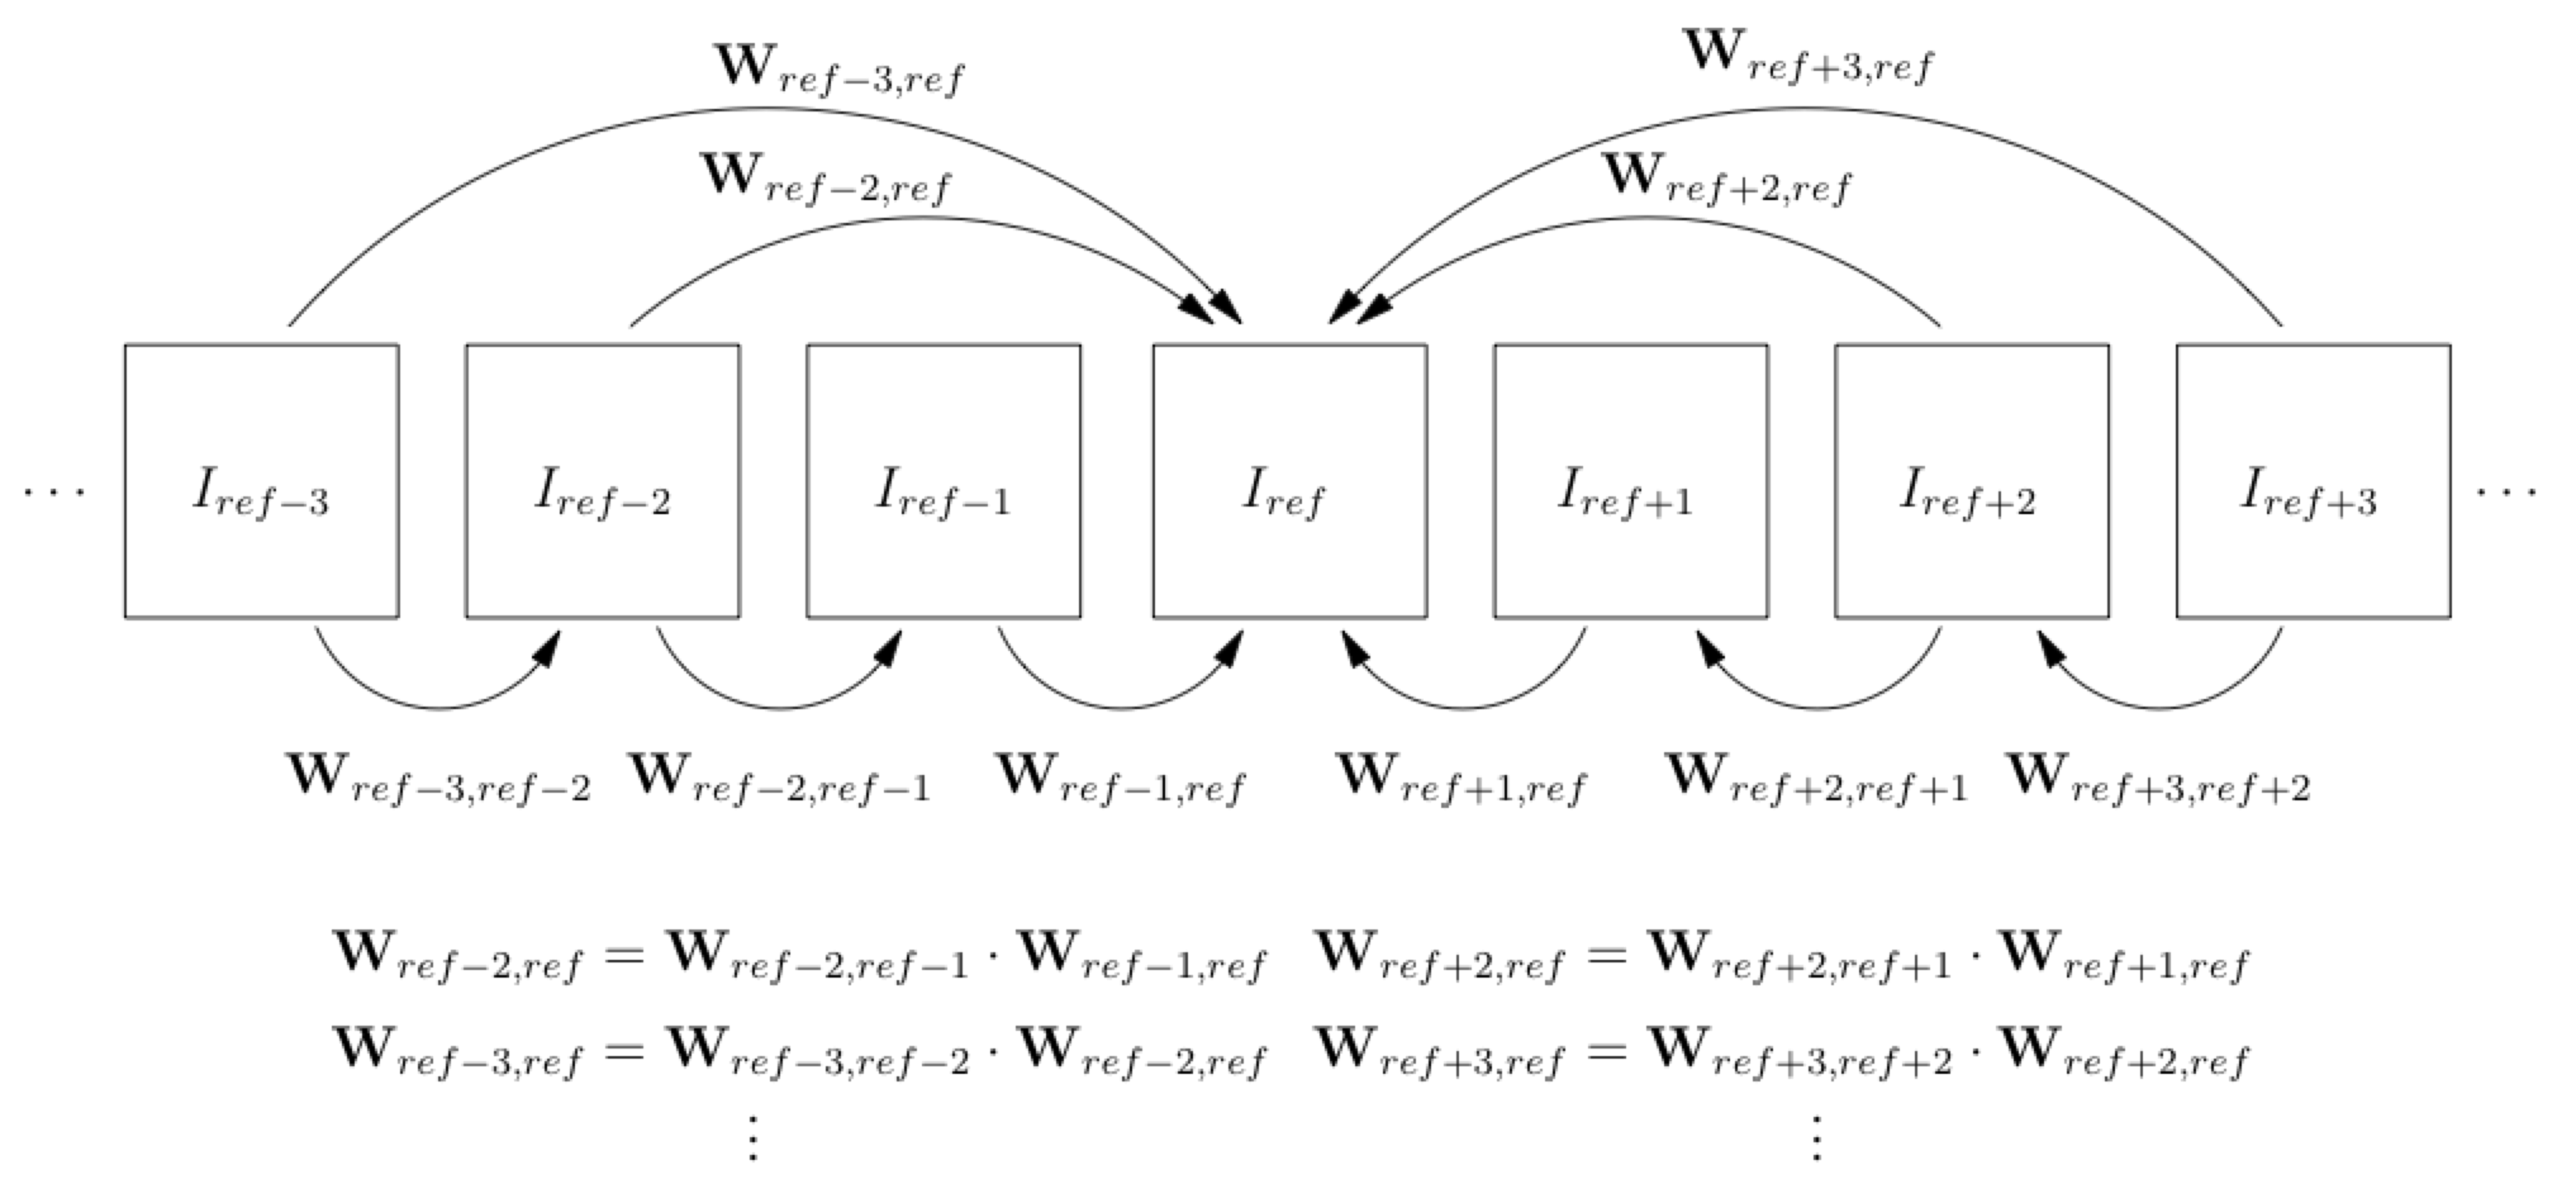 W_{ref−3,ref} W_{ref+3,ref}
W_{ref−2,ref} W_{ref+2,ref}
··· I_{ref−3} I_{ref−2} I_{ref−1} I_{ref} I_{ref+1} I_{ref+2} I_{ref+3} ···
W_{ref−3,ref−2} W_{ref−2,ref−1} W_{ref−1,ref} W_{ref+1,ref} W_{ref+2,ref+1} W_{ref+3,ref+2}
W_{ref−2,ref} = W_{ref−2,ref−1} · W_{ref−1,ref} W_{ref+2,ref} = W_{ref+2,ref+1} · W_{ref+1,ref}
W_{ref−3,ref} = W_{ref−3,ref−2} · W_{ref−2,ref} W_{ref+3,ref} = W_{ref+3,ref+2} · W_{ref+2,ref}
⋮ ⋮